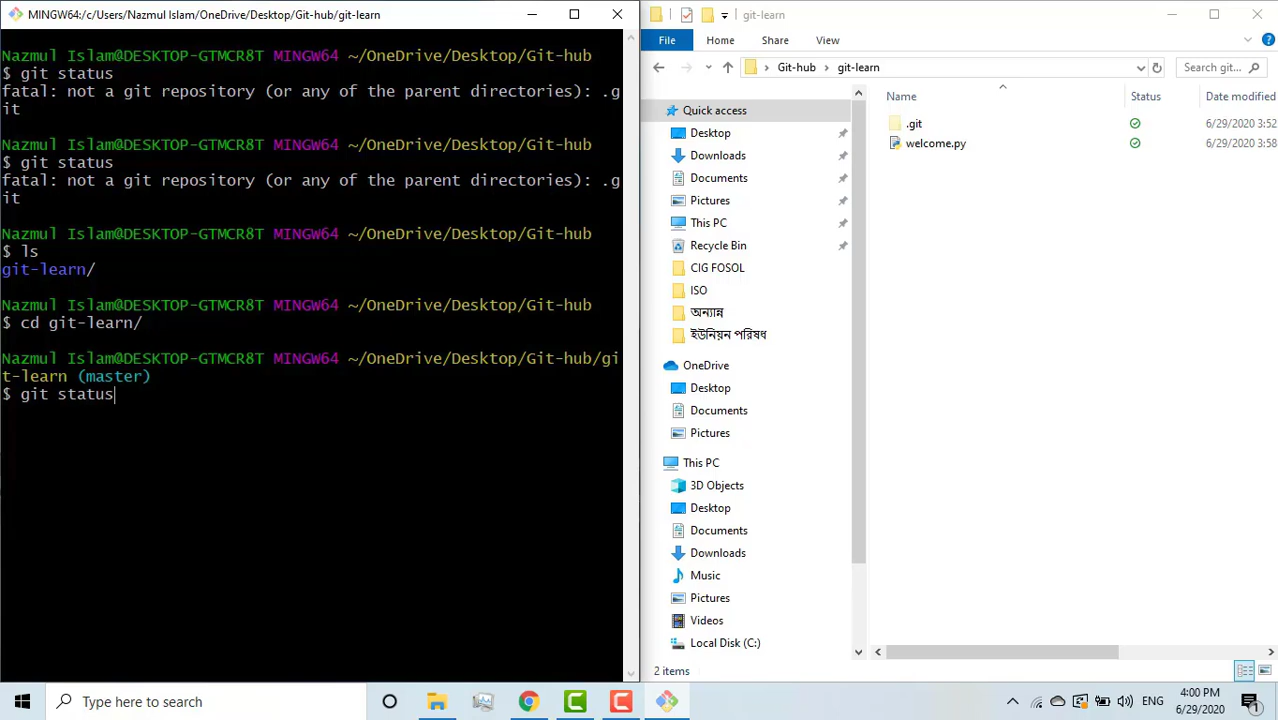 MINGW64:/c/Users/Nazmul Islam/OneDrive/Desktop/Git-hub/git-learn
Nazmul Islam@DESKTOP-GTMCR8T MINGW64 ~/OneDrive/Desktop/Git-hub
$ git status
fatal: not a git repository (or any of the parent directories): .g
it
Nazmul Islam@DESKTOP-GTMCR8T MINGW64 ~/OneDrive/Desktop/Git-hub
$ git status
fatal: not a git repository (or any of the parent directories): .g
it
Nazmul Islam@DESKTOP-GTMCR8T MINGW64 ~/OneDrive/Desktop/Git-hub
$ ls
git-learn/
Nazmul Islam@DESKTOP-GTMCR8T MINGW64 ~/OneDrive/Desktop/Git-hub
$ cd git-learn/
Nazmul Islam@DESKTOP-GTMCR8T MINGW64 ~/OneDrive/Desktop/Git-hub/gi
t-learn (master)
$ git status
git-learn
File Home Share View
Git-hub git-learn
Search git...
Quick access
Desktop
Downloads
Documents
Pictures
This PC
Recycle Bin
CIG FOSOL
ISO
অন্যান্ন
ইউনিয়ন পরিষধ
OneDrive
Desktop
Documents
Pictures
This PC
3D Objects
Desktop
Documents
Downloads
Music
Pictures
Videos
Local Disk (C:)
Name Status Date modified
.git 6/29/2020 3:52
welcome.py 6/29/2020 3:58
2 items
Type here to search
ENG
4:00 PM
6/29/2020
1